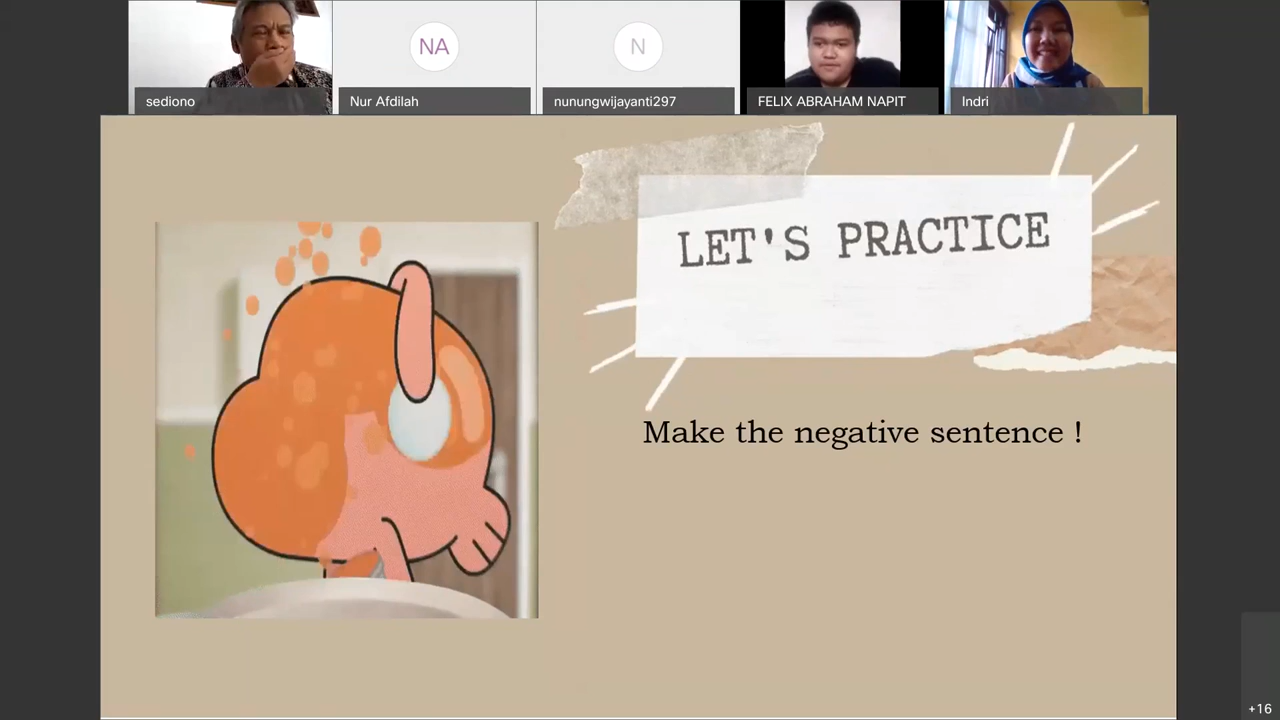 NA
N
sediono
Nur Afdilah
nunungwijayanti297
FELIX ABRAHAM NAPIT
Indri
LET'S PRACTICE
Make the negative sentence !
+16